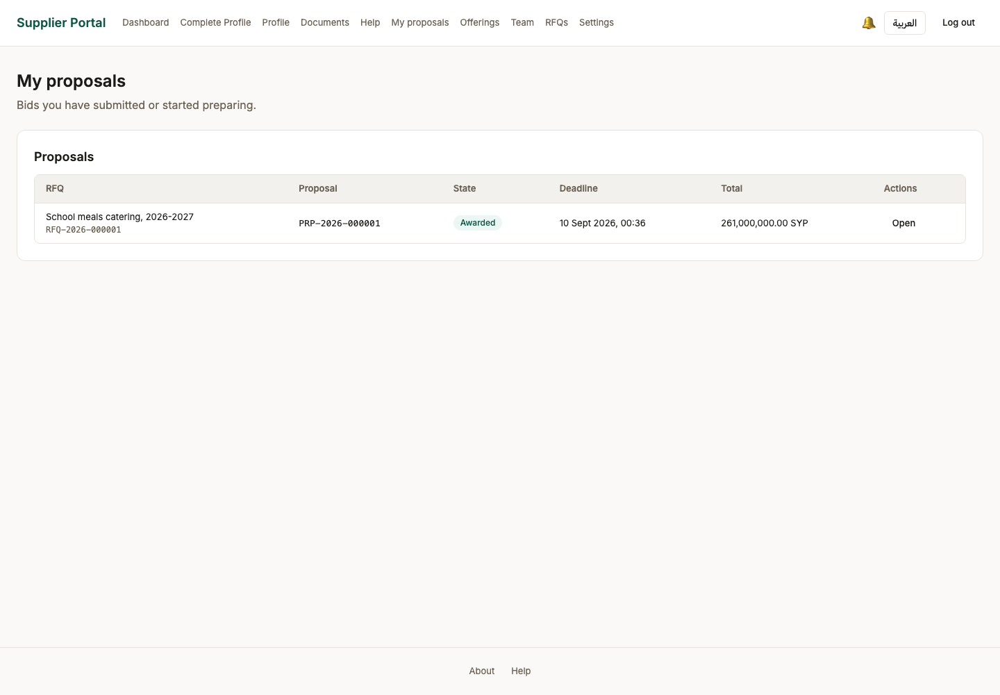 Supplier Portal Dashboard Complete Profile Profile Documents Help My proposals Offerings Team RFQs Settings العربية Log out
My proposals
Bids you have submitted or started preparing.
Proposals
RFQ Proposal State Deadline Total Actions
School meals catering, 2026-2027
RFQ-2026-000001
PRP-2026-000001 Awarded 10 Sept 2026, 00:36 261,000,000.00 SYP Open
About Help